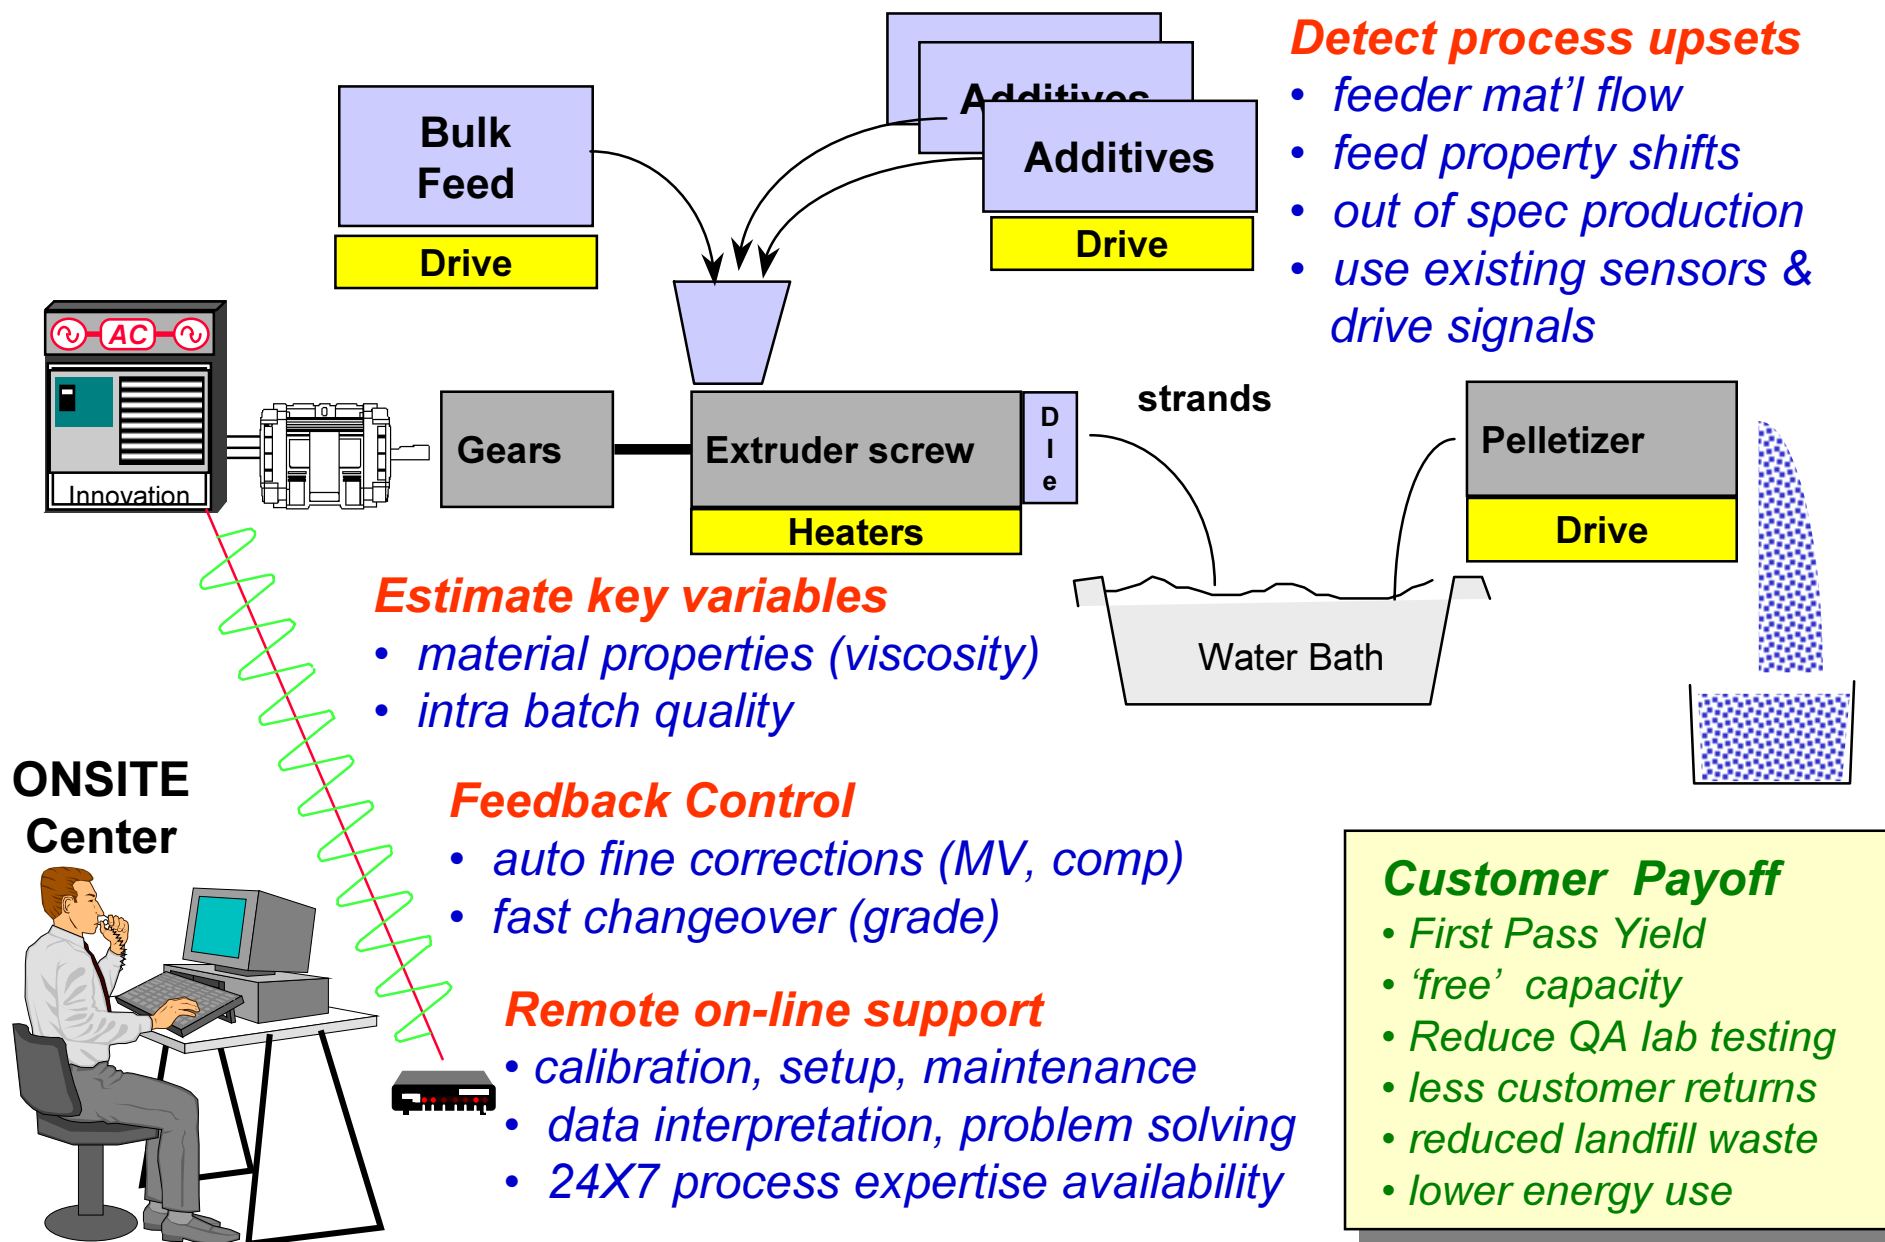 Detect process upsets
• feeder mat’l flow
• feed property shifts
• out of spec production
• use existing sensors &
drive signals
Additives
Additives
Drive
Bulk
Feed
Drive
AC
Innovation
Gears
Extruder screw
Heaters
D
I
e
strands
Water Bath
Pelletizer
Drive
Estimate key variables
• material properties (viscosity)
• intra batch quality
Feedback Control
• auto fine corrections (MV, comp)
• fast changeover (grade)
Remote on-line support
• calibration, setup, maintenance
• data interpretation, problem solving
• 24X7 process expertise availability
ONSITE
Center
Customer Payoff
• First Pass Yield
• ‘free’ capacity
• Reduce QA lab testing
• less customer returns
• reduced landfill waste
• lower energy use